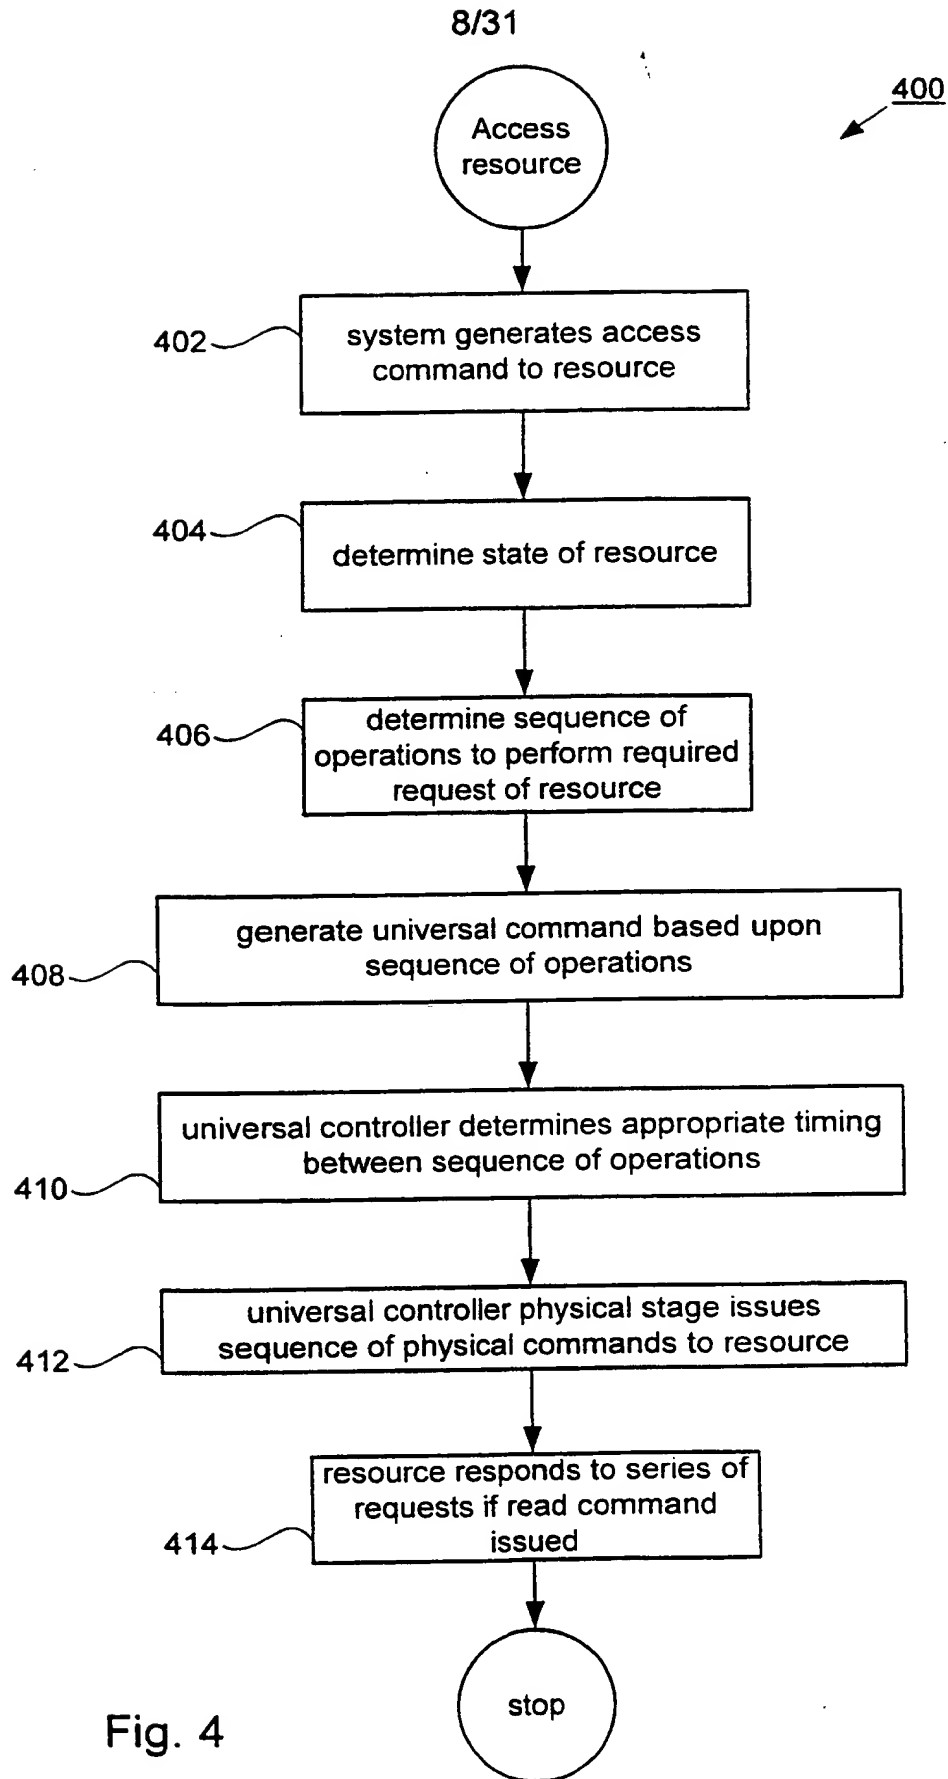 8/31
400
Access
resource
402
system generates access
command to resource
404
determine state of resource
406
determine sequence of
operations to perform required
request of resource
408
generate universal command based upon
sequence of operations
410
universal controller determines appropriate timing
between sequence of operations
412
universal controller physical stage issues
sequence of physical commands to resource
414
resource responds to series of
requests if read command
issued
stop
Fig. 4